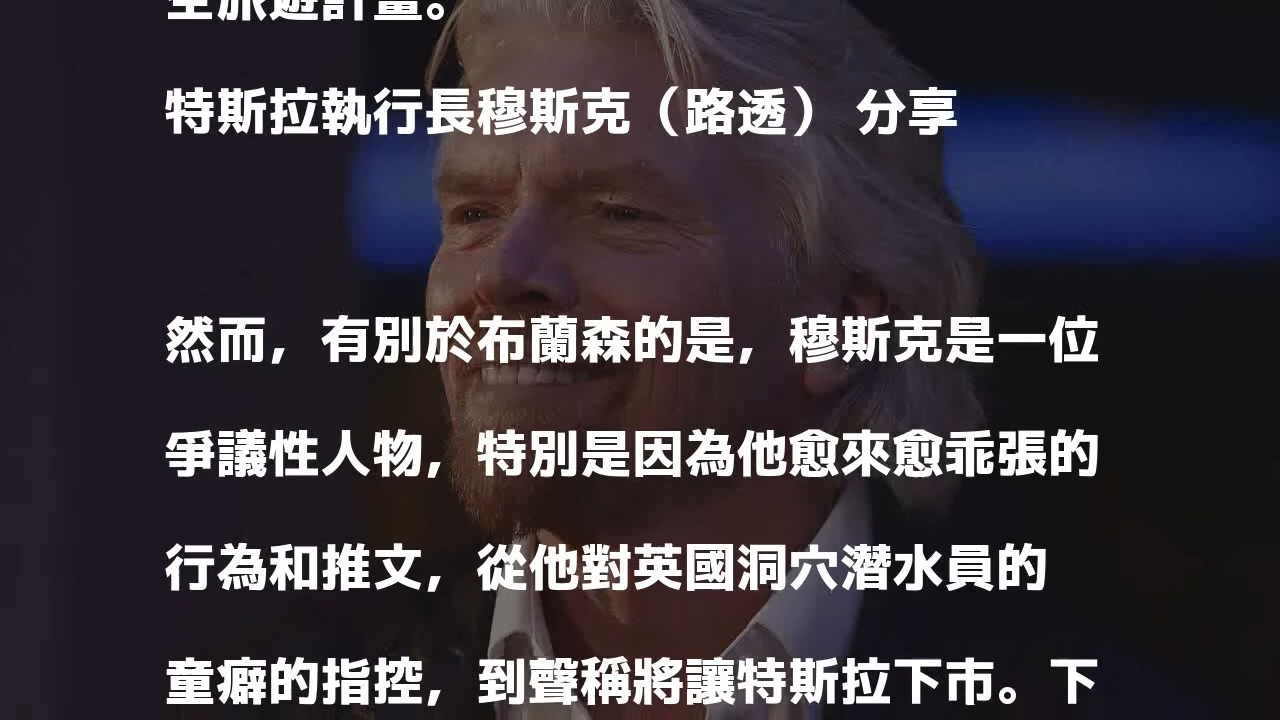 全旅遊計畫。
特斯拉執行長穆斯克（路透） 分享
然而，有別於布蘭森的是，穆斯克是一位
爭議性人物，特別是因為他愈來愈乖張的
行為和推文，從他對英國洞穴潛水員的
童癖的指控，到聲稱將讓特斯拉下市。下